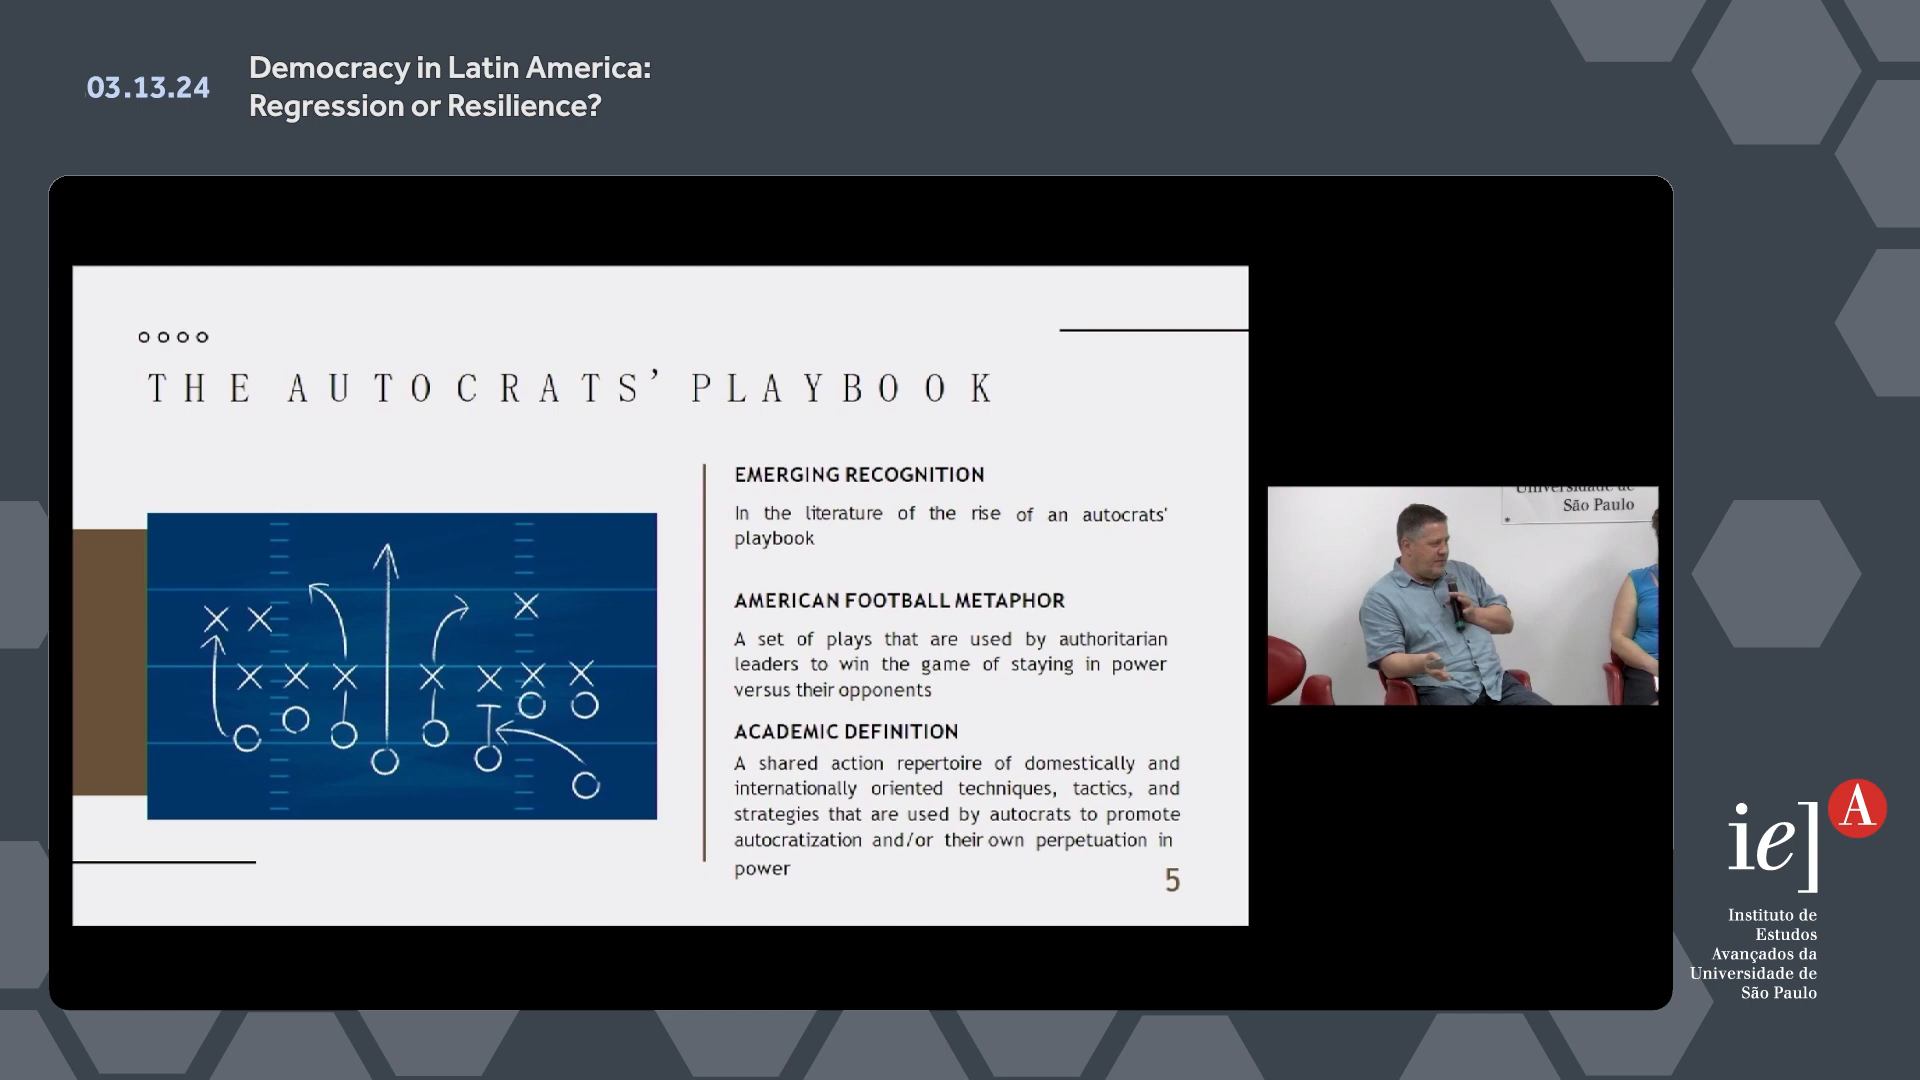 03.13.24
Democracy in Latin America:
Regression or Resilience?
THE AUTOCRATS’ PLAYBOOK
EMERGING RECOGNITION
In the literature of the rise of an autocrats'
playbook
AMERICAN FOOTBALL METAPHOR
A set of plays that are used by authoritarian
leaders to win the game of staying in power
versus their opponents
ACADEMIC DEFINITION
A shared action repertoire of domestically and
internationally oriented techniques, tactics, and
strategies that are used by autocrats to promote
autocratization and/or their own perpetuation in
power
5
Universidade de
São Paulo
ie] A
Instituto de
Estudos
Avançados da
Universidade de
São Paulo